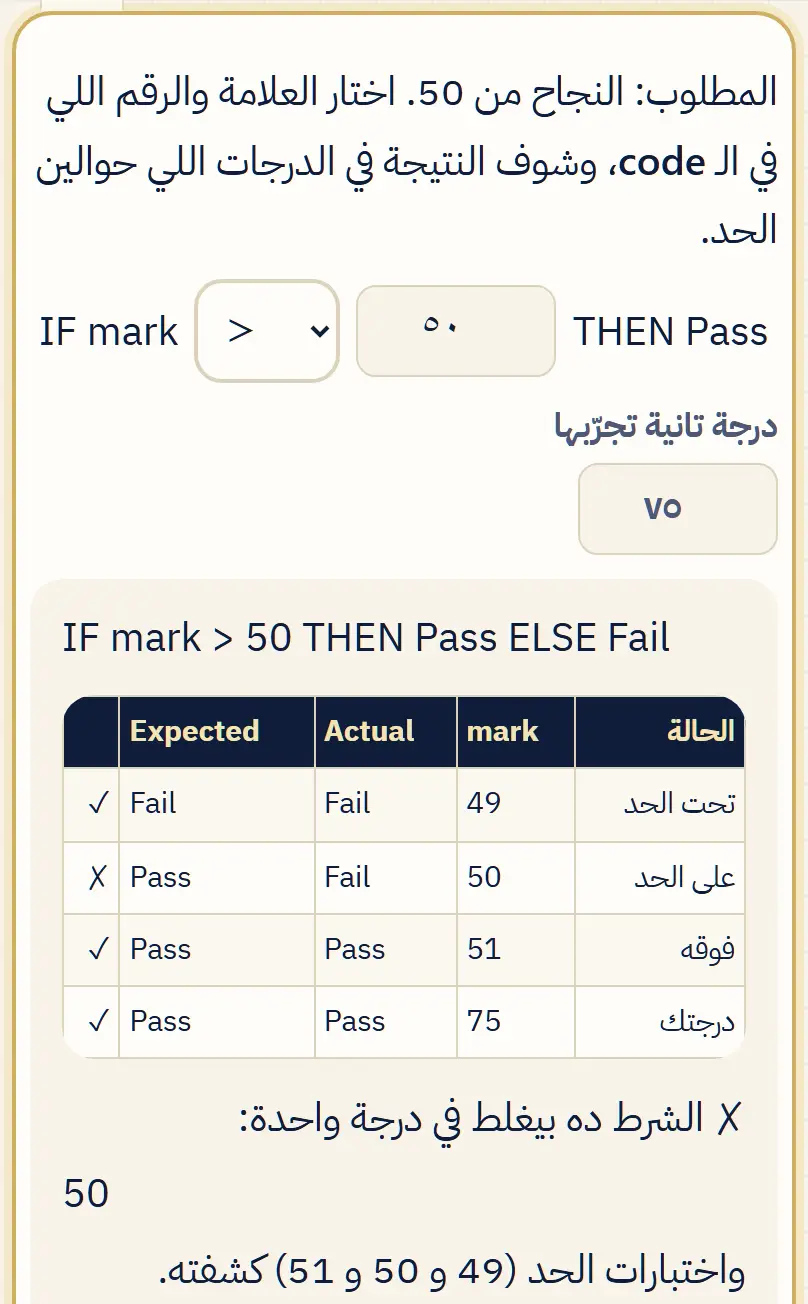 المطلوب: النجاح من 50. اختار العلامة والرقم اللي
في الـ code، وشوف النتيجة في الدرجات اللي حوالين
الحد.
IF mark > ٥٠ THEN Pass
درجة تانية تجرّبها
٧٥
IF mark > 50 THEN Pass ELSE Fail
الحالة mark Actual Expected
تحت الحد 49 Fail Fail ✓
على الحد 50 Fail Pass ✗
فوقه 51 Pass Pass ✓
درجتك 75 Pass Pass ✓
✗ الشرط ده بيغلط في درجة واحدة:
50
واختبارات الحد (49 و 50 و 51) كشفته.